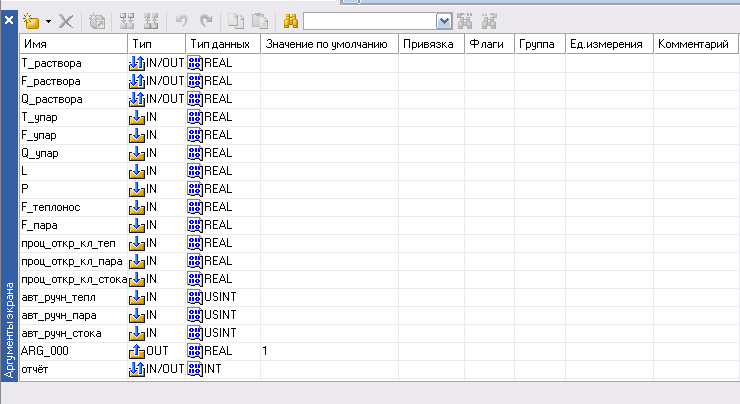 Имя Тип Тип данных Значение по умолчанию Привязка Флаги Группа Ед.измерения Комментарий
T_раствора IN/OUT REAL
F_раствора IN/OUT REAL
Q_раствора IN/OUT REAL
T_упар IN REAL
F_упар IN REAL
Q_упар IN REAL
L IN REAL
P IN REAL
F_теплонос IN REAL
F_пара IN REAL
проц_откр_кл_теп IN REAL
проц_откр_кл_пара IN REAL
проц_откр_кл_стока IN REAL
авт_ручн_тепл IN USINT
авт_ручн_пара IN USINT
авт_ручн_стока IN USINT
ARG_000 OUT REAL 1
отчёт IN/OUT INT
Аргументы экрана